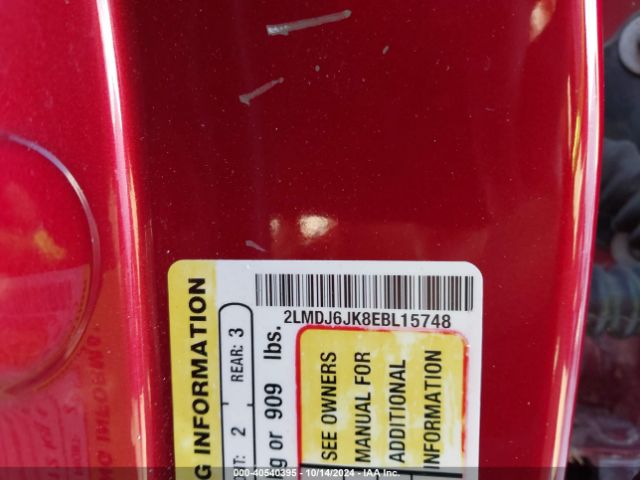 2LMDJ6JK8EBL15748
G INFORMATION
T: 2 REAR: 3
g or 909 lbs.
SEE OWNERS
MANUAL FOR
ADDITIONAL
INFORMATION
000-40540395 - 10/14/2024 - IAA Inc.